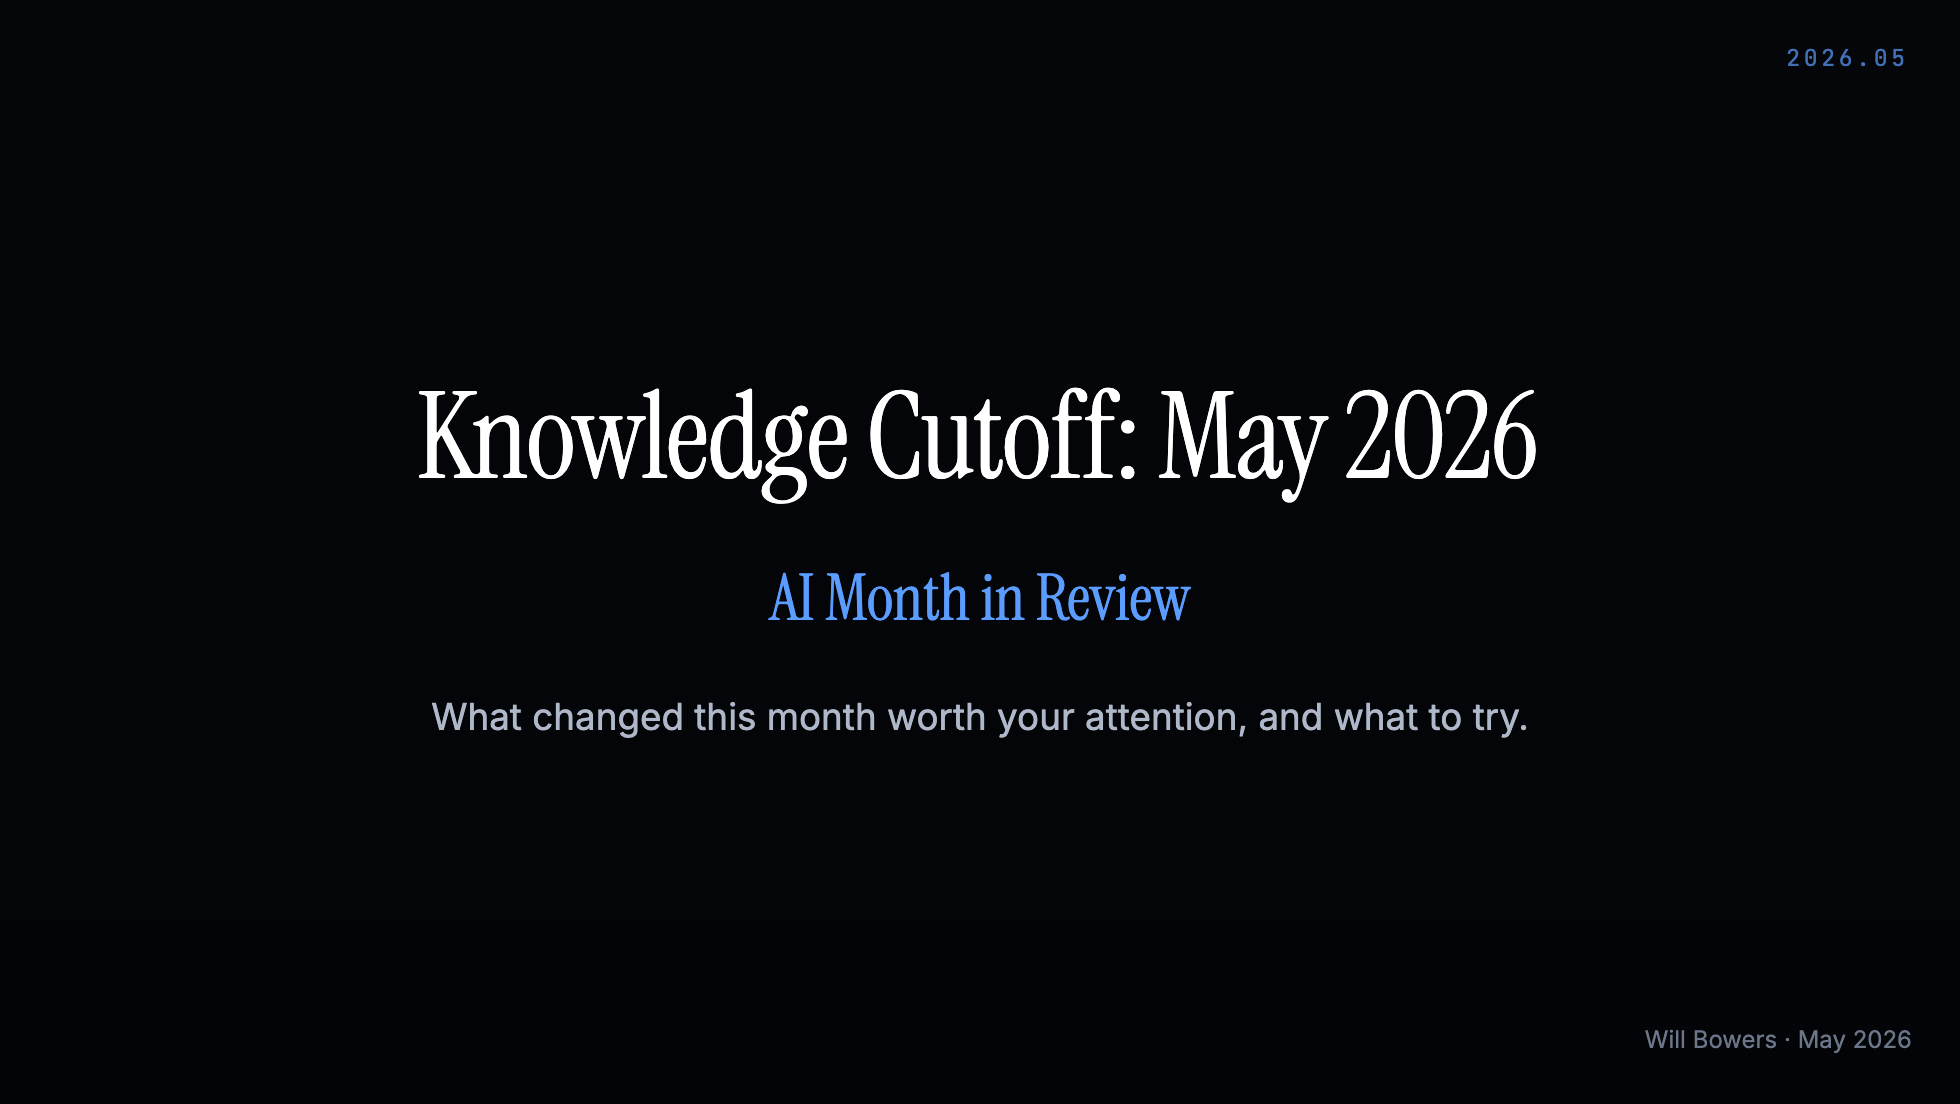 2026.05
Knowledge Cutoff: May 2026
AI Month in Review
What changed this month worth your attention, and what to try.
Will Bowers · May 2026